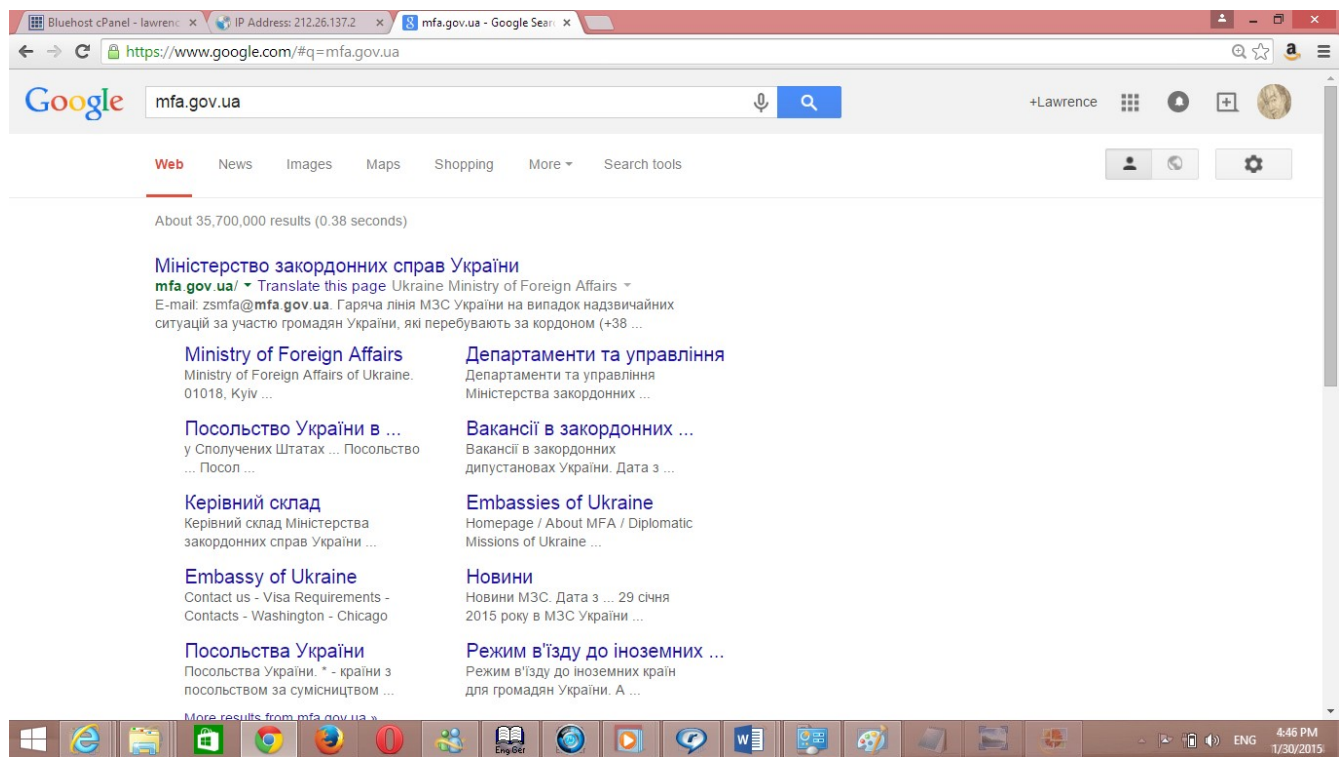 Bluehost cPanel - lawrenc
IP Address: 212.26.137.2
mfa.gov.ua - Google Sear
https://www.google.com/#q=mfa.gov.ua
Google
mfa.gov.ua
+Lawrence
Web News Images Maps Shopping More Search tools
About 35,700,000 results (0.38 seconds)
Міністерство закордонних справ України
mfa.gov.ua/ Translate this page Ukraine Ministry of Foreign Affairs
E-mail: zsmfa@mfa.gov.ua. Гаряча лінія МЗС України на випадок надзвичайних
ситуацій за участю громадян України, які перебувають за кордоном (+38 ...
Ministry of Foreign Affairs
Ministry of Foreign Affairs of Ukraine.
01018, Kyiv ...
Департаменти та управління
Департаменти та управління
Міністерства закордонних ...
Посольство України в ...
у Сполучених Штатах ... Посольство
... Посол ...
Вакансії в закордонних ...
Вакансії в закордонних
дипустановах України. Дата з ...
Керівний склад
Керівний склад Міністерства
закордонних справ України ...
Embassies of Ukraine
Homepage / About MFA / Diplomatic
Missions of Ukraine ...
Embassy of Ukraine
Contact us - Visa Requirements -
Contacts - Washington - Chicago
Новини
Новини МЗС. Дата з ... 29 січня
2015 року в МЗС України ...
Посольства України
Посольства України. * - країни з
посольством за сумісництвом ...
Режим в'їзду до іноземних ...
Режим в'їзду до іноземних країн
для громадян України. А ...
More results from mfa.gov.ua »
Eng Ger
ENG
4:46 PM
1/30/2015